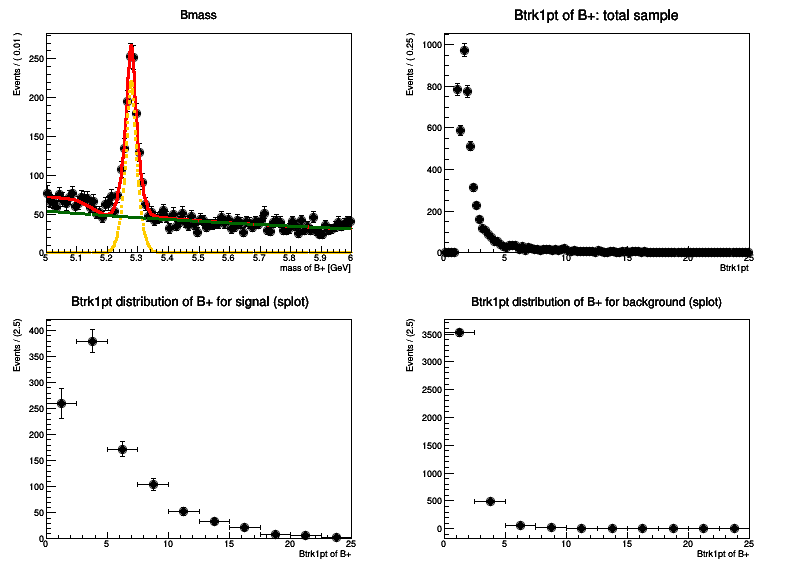 Bmass
Events / ( 0.01 )
250
200
150
100
50
0
5 5.1 5.2 5.3 5.4 5.5 5.6 5.7 5.8 5.9 6
mass of B+ [GeV]
Btrk1pt of B+: total sample
Events / ( 0.25 )
1000
800
600
400
200
0
0 5 10 15 20 25
Btrk1pt
Btrk1pt distribution of B+ for signal (splot)
Events / (2.5)
400
350
300
250
200
150
100
50
0
0 5 10 15 20 25
Btrk1pt of B+
Btrk1pt distribution of B+ for background (splot)
Events / (2.5)
3500
3000
2500
2000
1500
1000
500
0
0 5 10 15 20 25
Btrk1pt of B+